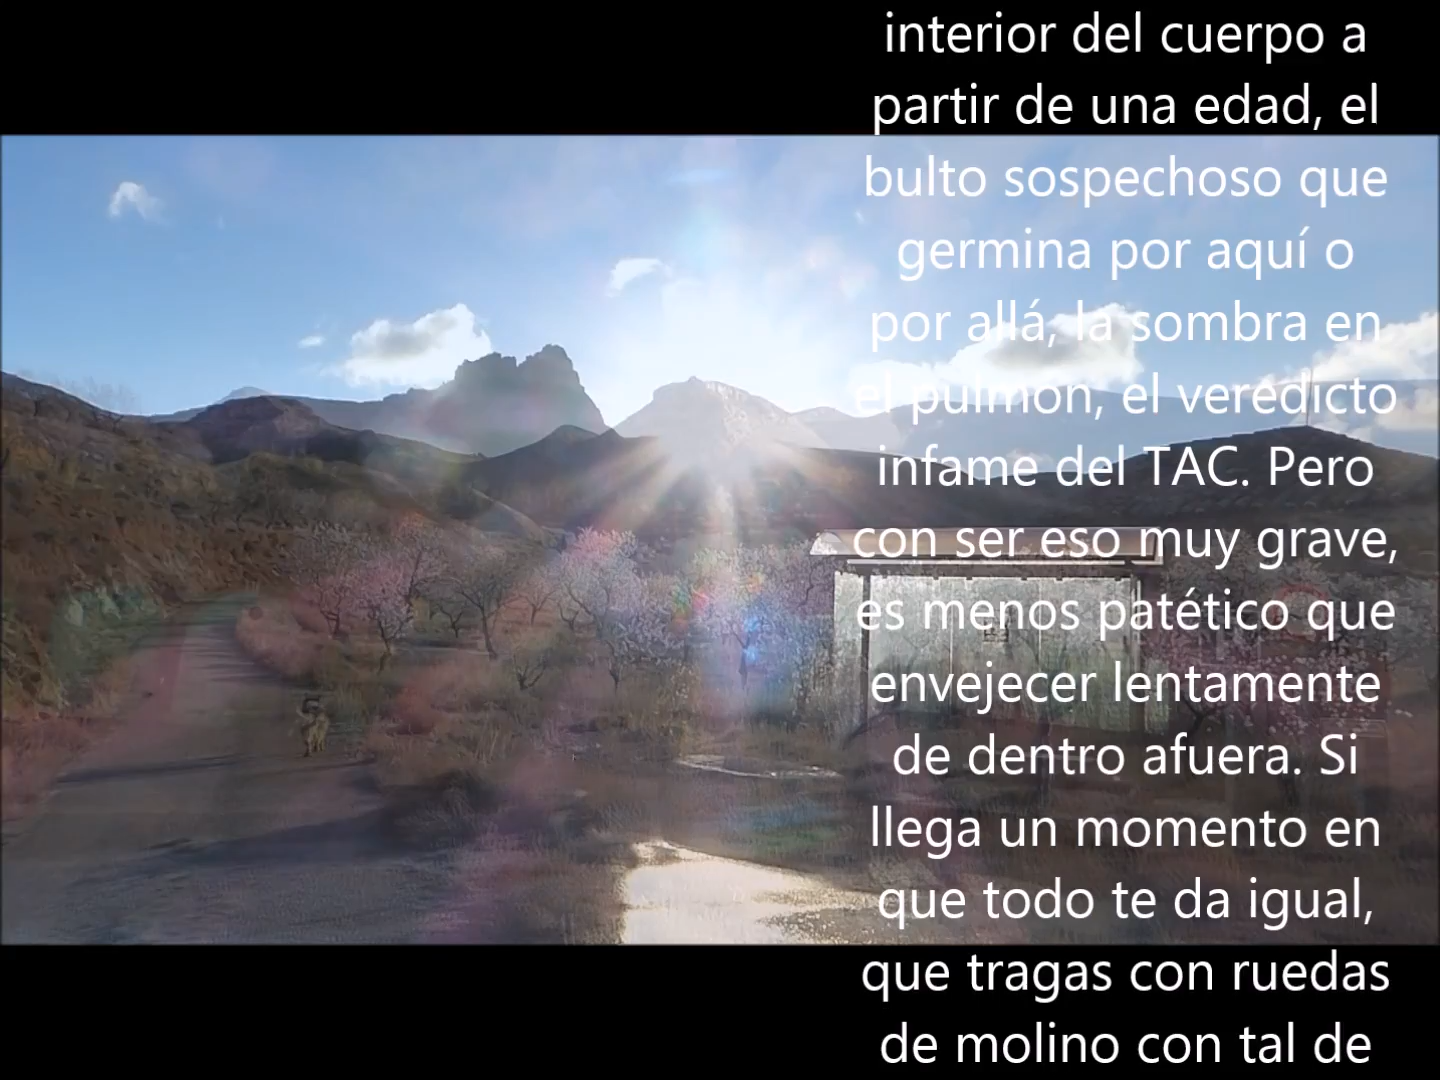 interior del cuerpo a
partir de una edad, el
bulto sospechoso que
germina por aquí o
por allá, la sombra en
el pulmón, el veredicto
infame del TAC. Pero
con ser eso muy grave,
es menos patético que
envejecer lentamente
de dentro afuera. Si
llega un momento en
que todo te da igual,
que tragas con ruedas
de molino con tal de